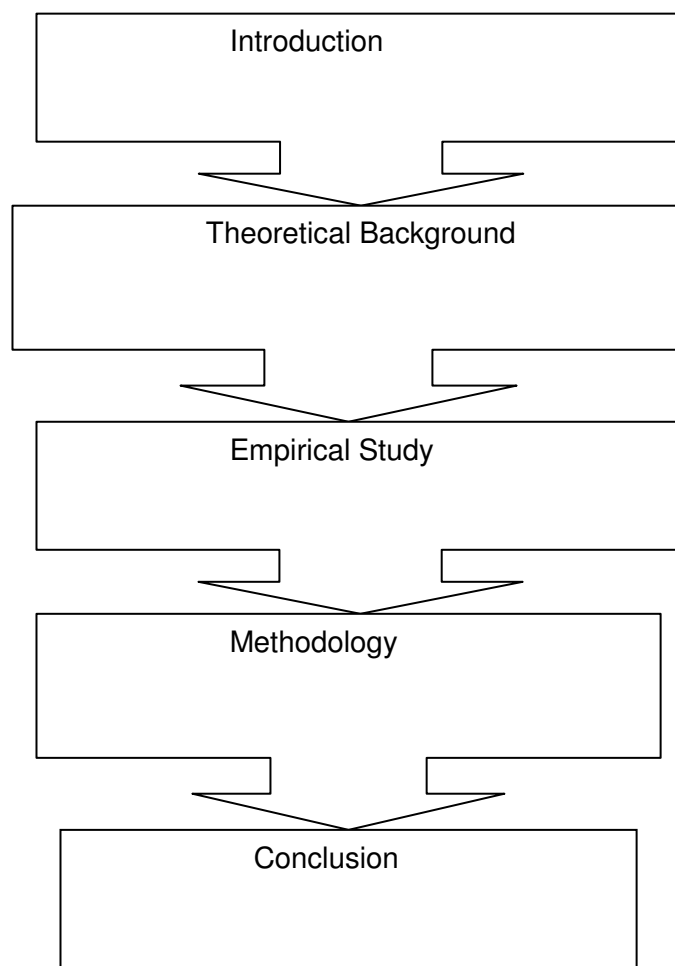 Introduction
Theoretical Background
Empirical Study
Methodology
Conclusion